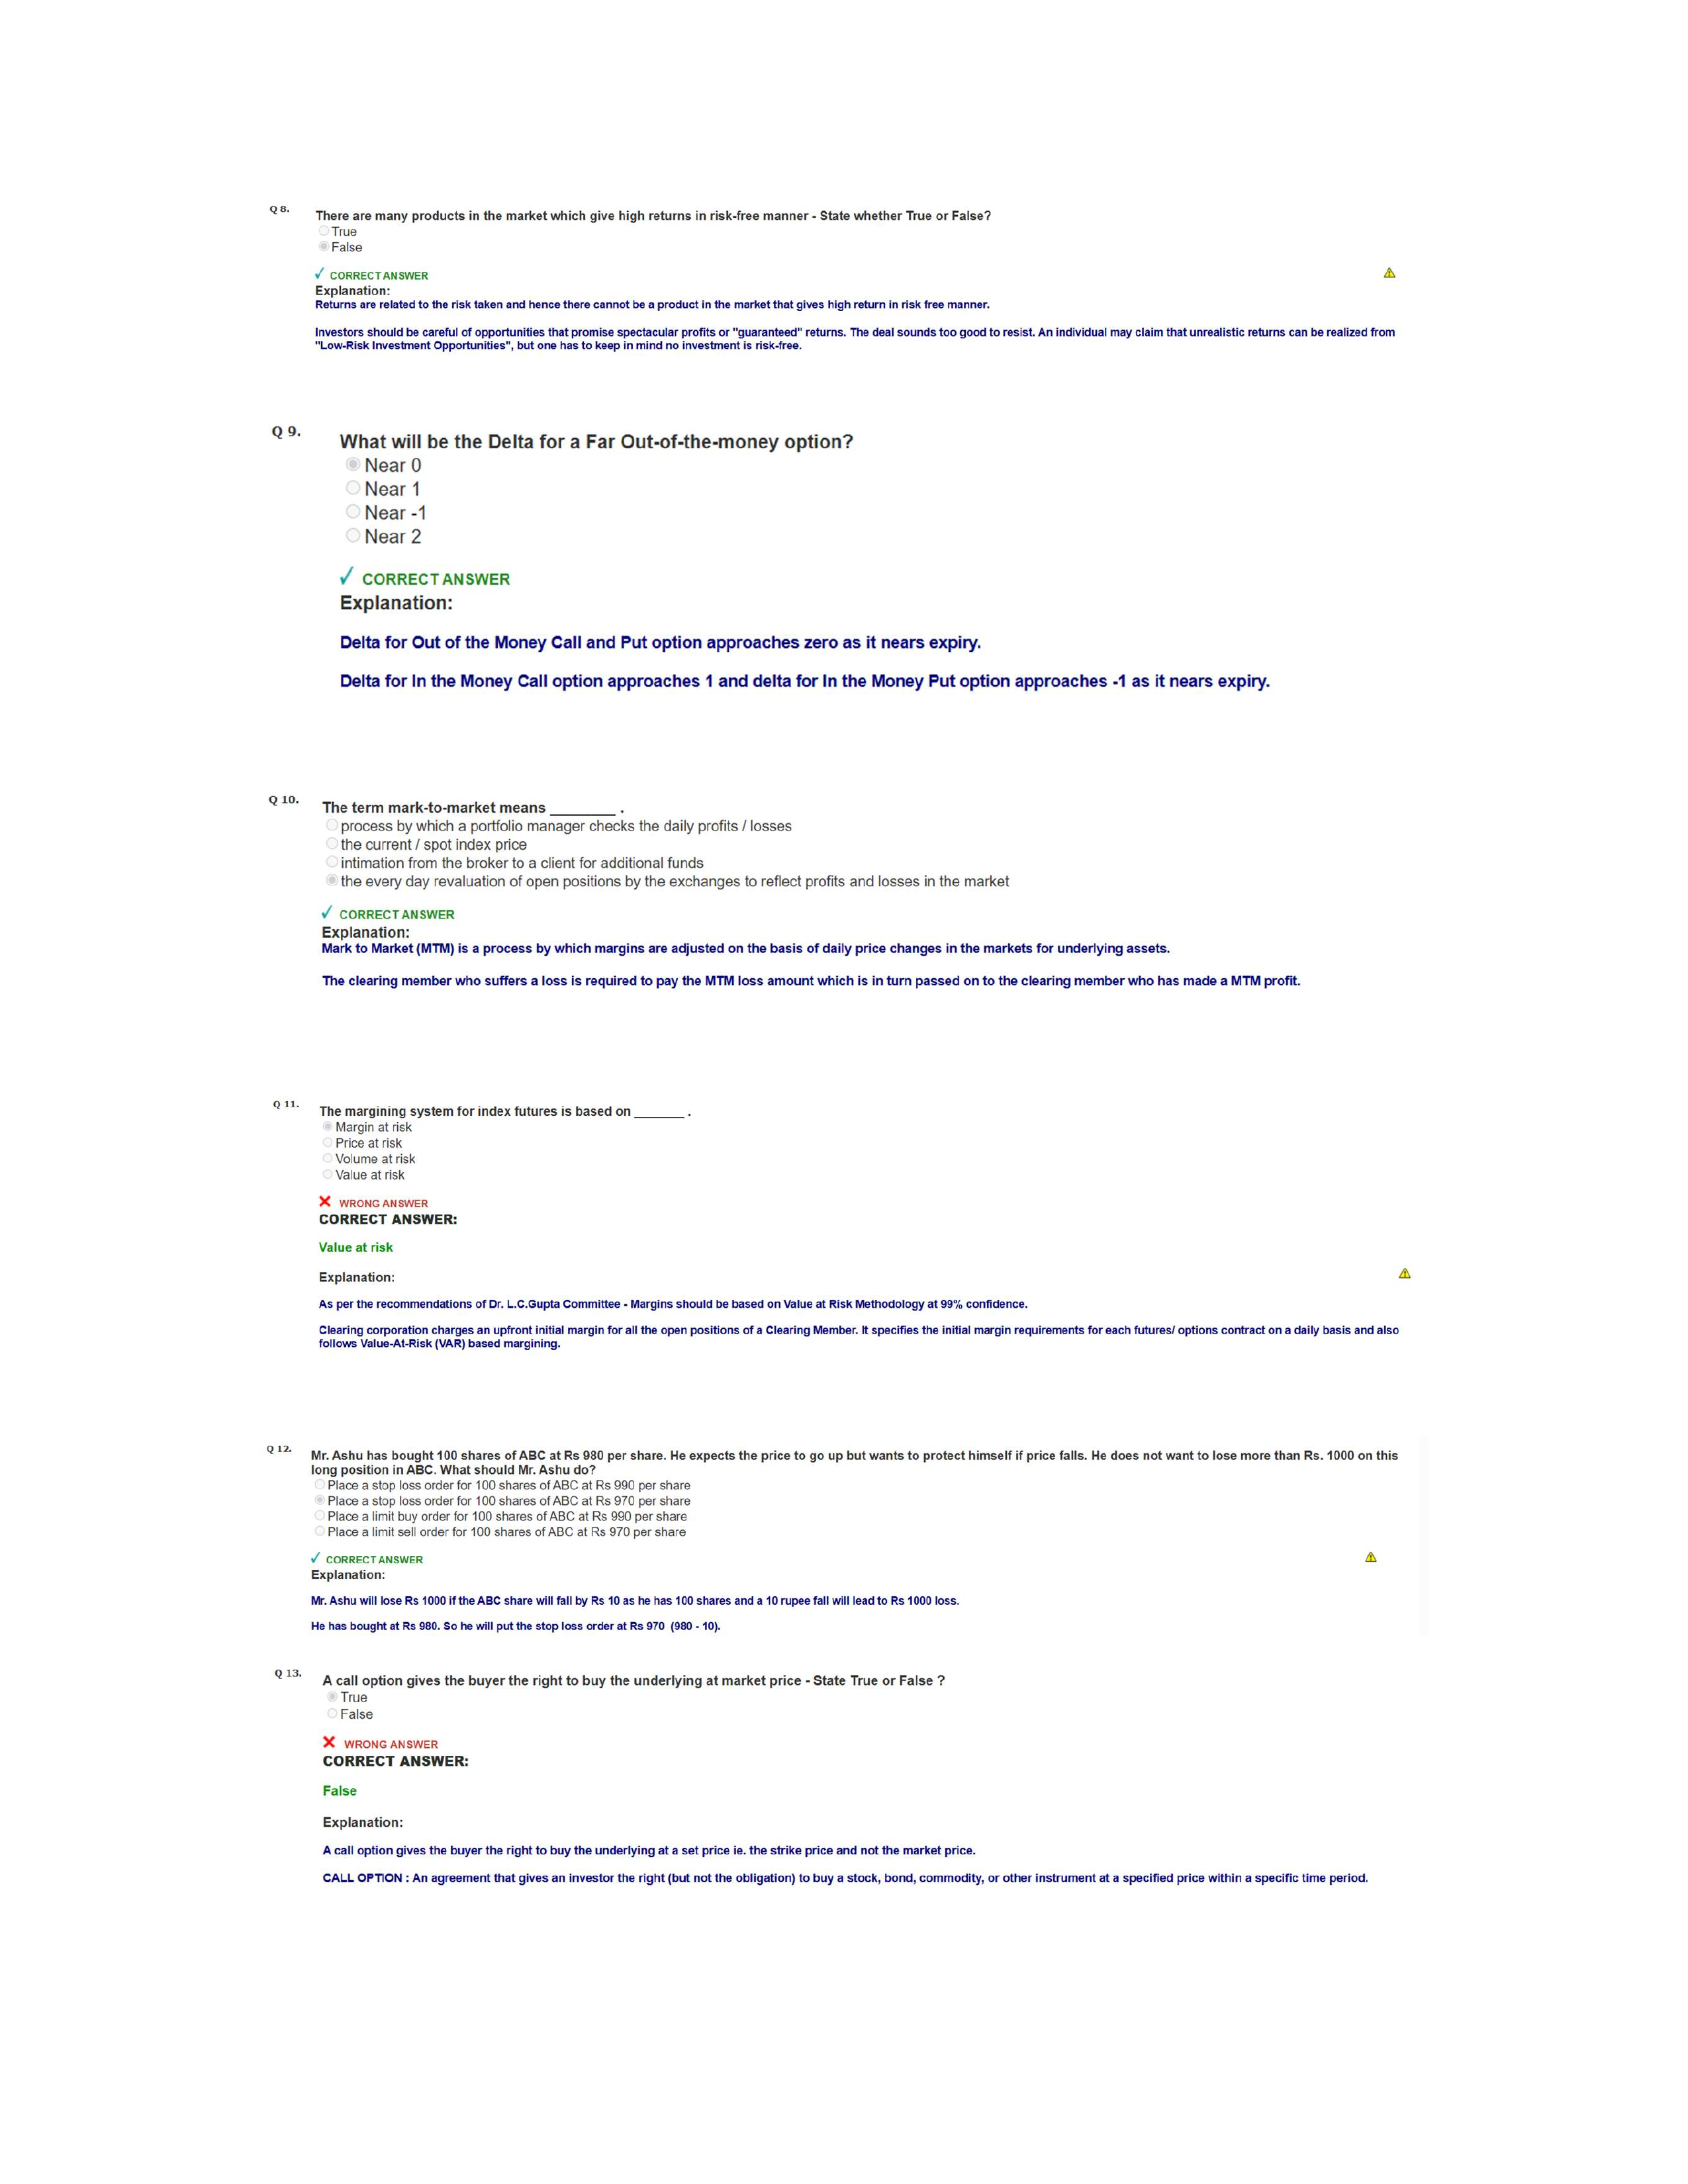 Q 8.
There are many products in the market which give high returns in risk-free manner - State whether True or False?
True
False
CORRECT ANSWER
Explanation:
Returns are related to the risk taken and hence there cannot be a product in the market that gives high return in risk free manner.
Investors should be careful of opportunities that promise spectacular profits or "guaranteed" returns. The deal sounds too good to resist. An individual may claim that unrealistic returns can be realized from
"Low-Risk Investment Opportunities", but one has to keep in mind no investment is risk-free.
Q 9.
What will be the Delta for a Far Out-of-the-money option?
Near 0
Near 1
Near -1
Near 2
CORRECT ANSWER
Explanation:
Delta for Out of the Money Call and Put option approaches zero as it nears expiry.
Delta for In the Money Call option approaches 1 and delta for In the Money Put option approaches -1 as it nears expiry.
Q 10.
The term mark-to-market means ________ .
process by which a portfolio manager checks the daily profits / losses
the current / spot index price
intimation from the broker to a client for additional funds
the every day revaluation of open positions by the exchanges to reflect profits and losses in the market
CORRECT ANSWER
Explanation:
Mark to Market (MTM) is a process by which margins are adjusted on the basis of daily price changes in the markets for underlying assets.
The clearing member who suffers a loss is required to pay the MTM loss amount which is in turn passed on to the clearing member who has made a MTM profit.
Q 11.
The margining system for index futures is based on _______ .
Margin at risk
Price at risk
Volume at risk
Value at risk
WRONG ANSWER
CORRECT ANSWER:
Value at risk
Explanation:
As per the recommendations of Dr. L.C.Gupta Committee - Margins should be based on Value at Risk Methodology at 99% confidence.
Clearing corporation charges an upfront initial margin for all the open positions of a Clearing Member. It specifies the initial margin requirements for each futures/ options contract on a daily basis and also
follows Value-At-Risk (VAR) based margining.
Q 12.
Mr. Ashu has bought 100 shares of ABC at Rs 980 per share. He expects the price to go up but wants to protect himself if price falls. He does not want to lose more than Rs. 1000 on this
long position in ABC. What should Mr. Ashu do?
Place a stop loss order for 100 shares of ABC at Rs 990 per share
Place a stop loss order for 100 shares of ABC at Rs 970 per share
Place a limit buy order for 100 shares of ABC at Rs 990 per share
Place a limit sell order for 100 shares of ABC at Rs 970 per share
CORRECT ANSWER
Explanation:
Mr. Ashu will lose Rs 1000 if the ABC share will fall by Rs 10 as he has 100 shares and a 10 rupee fall will lead to Rs 1000 loss.
He has bought at Rs 980. So he will put the stop loss order at Rs 970 (980 - 10).
Q 13.
A call option gives the buyer the right to buy the underlying at market price - State True or False ?
True
False
WRONG ANSWER
CORRECT ANSWER:
False
Explanation:
A call option gives the buyer the right to buy the underlying at a set price ie. the strike price and not the market price.
CALL OPTION : An agreement that gives an investor the right (but not the obligation) to buy a stock, bond, commodity, or other instrument at a specified price within a specific time period.